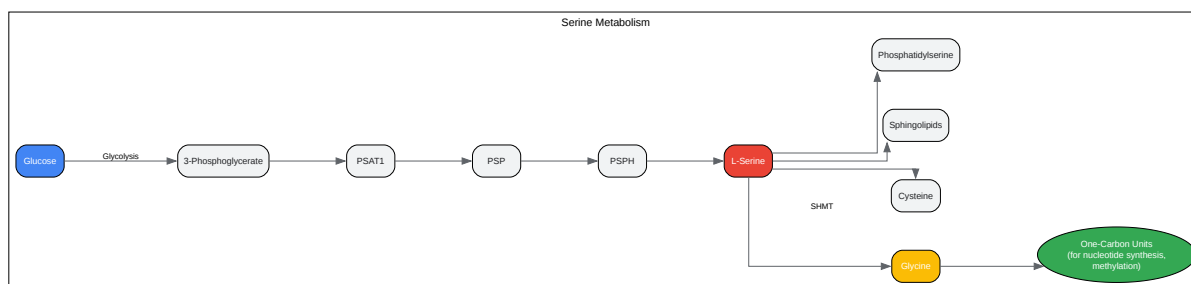 Serine Metabolism
Phosphatidylserine
Sphingolipids
Glucose
Glycolysis
3-Phosphoglycerate
PSAT1
PSP
PSPH
L-Serine
Cysteine
SHMT
Glycine
One-Carbon Units
(for nucleotide synthesis,
methylation)